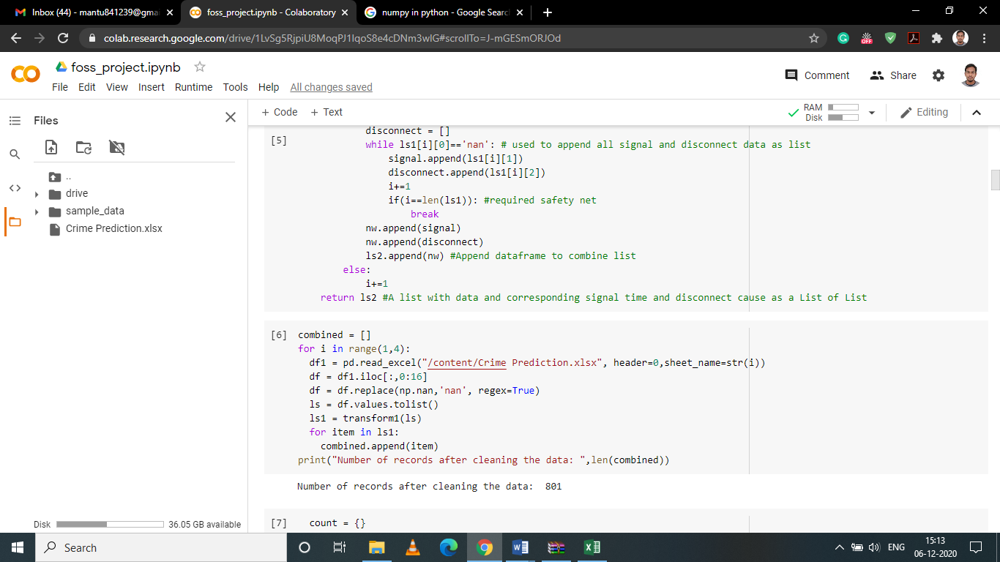 Inbox (44) - mantu841239@gma
foss_project.ipynb - Colaboratory
numpy in python - Google Searc
colab.research.google.com/drive/1LvSg5RjpiU8MoqPJ1IqoS8e4cDNm3wlG#scrollTo=J-mGESmORJOd
OFF
foss_project.ipynb
File Edit View Insert Runtime Tools Help All changes saved
Comment
Share
Files
+ Code + Text
RAM
Disk
Editing
..
drive
sample_data
Crime Prediction.xlsx
Disk 36.05 GB available
disconnect = []
[5] while ls1[i][0]=='nan': # used to append all signal and disconnect data as list
signal.append(ls1[i][1])
disconnect.append(ls1[i][2])
i+=1
if(i==len(ls1)): #required safety net
break
nw.append(signal)
nw.append(disconnect)
ls2.append(nw) #Append dataframe to combine list
else:
i+=1
return ls2 #A list with data and corresponding signal time and disconnect cause as a List of List
[6] combined = []
for i in range(1,4):
df1 = pd.read_excel("/content/Crime Prediction.xlsx", header=0,sheet_name=str(i))
df = df1.iloc[:,0:16]
df = df.replace(np.nan,'nan', regex=True)
ls = df.values.tolist()
ls1 = transform1(ls)
for item in ls1:
combined.append(item)
print("Number of records after cleaning the data: ",len(combined))
Number of records after cleaning the data:  801
[7] count = {}
Search
ENG
15:13
06-12-2020